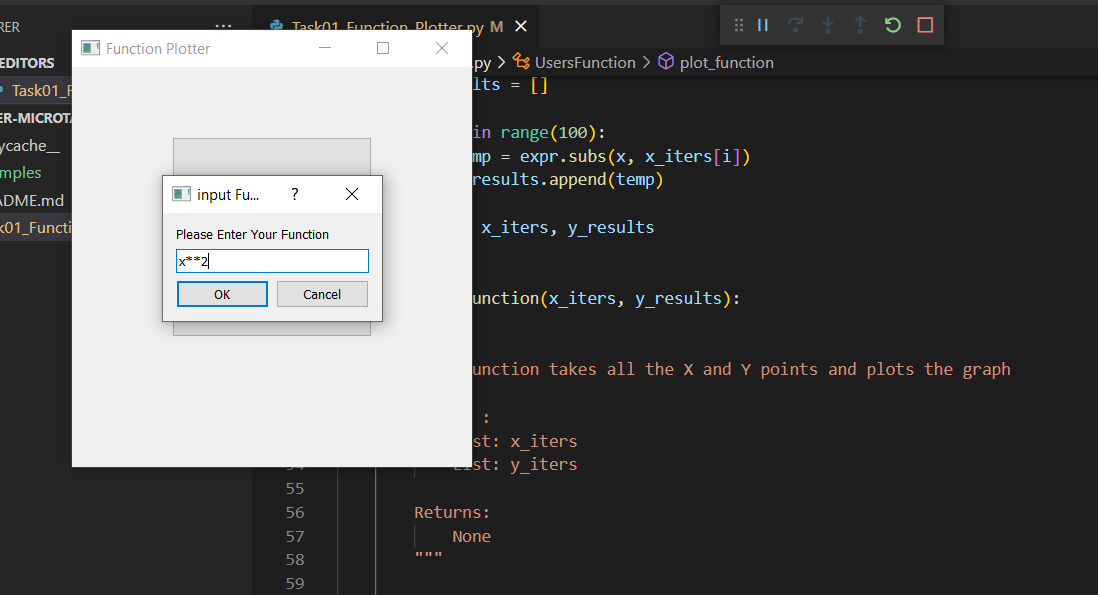 RER
...
Task01_Function_Plotter.py M
EDITORS
Task01_F
ER-MICROTA
ycache__
mples
ADME.md
k01_Functi
Function Plotter
.py > UsersFunction > plot_function
input Fu... ?
Please Enter Your Function
x**2
OK Cancel
lts = []
in range(100):
mp = expr.subs(x, x_iters[i])
results.append(temp)
x_iters, y_results
unction(x_iters, y_results):
unction takes all the X and Y points and plots the graph
:
st: x_iters
List: y_iters
55
56 Returns:
57 None
58 """
59